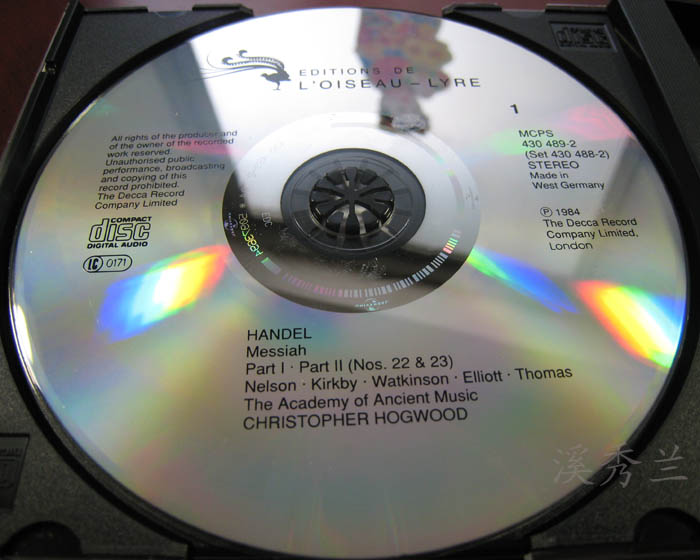 EDITIONS DE
L'OISEAU-LYRE
1
All rights of the producer and
of the owner of the recorded
work reserved.
Unauthorised public
performance, broadcasting
and copying of this
record prohibited.
The Decca Record
Company Limited
MCPS
430 489-2
(Set 430 488-2)
STEREO
Made in
West Germany
℗ 1984
The Decca Record
Company Limited,
London
COMPACT
disc
DIGITAL AUDIO
LC 0171
HANDEL
Messiah
Part I · Part II (Nos. 22 & 23)
Nelson · Kirkby · Watkinson · Elliott · Thomas
The Academy of Ancient Music
CHRISTOPHER HOGWOOD
溪秀兰